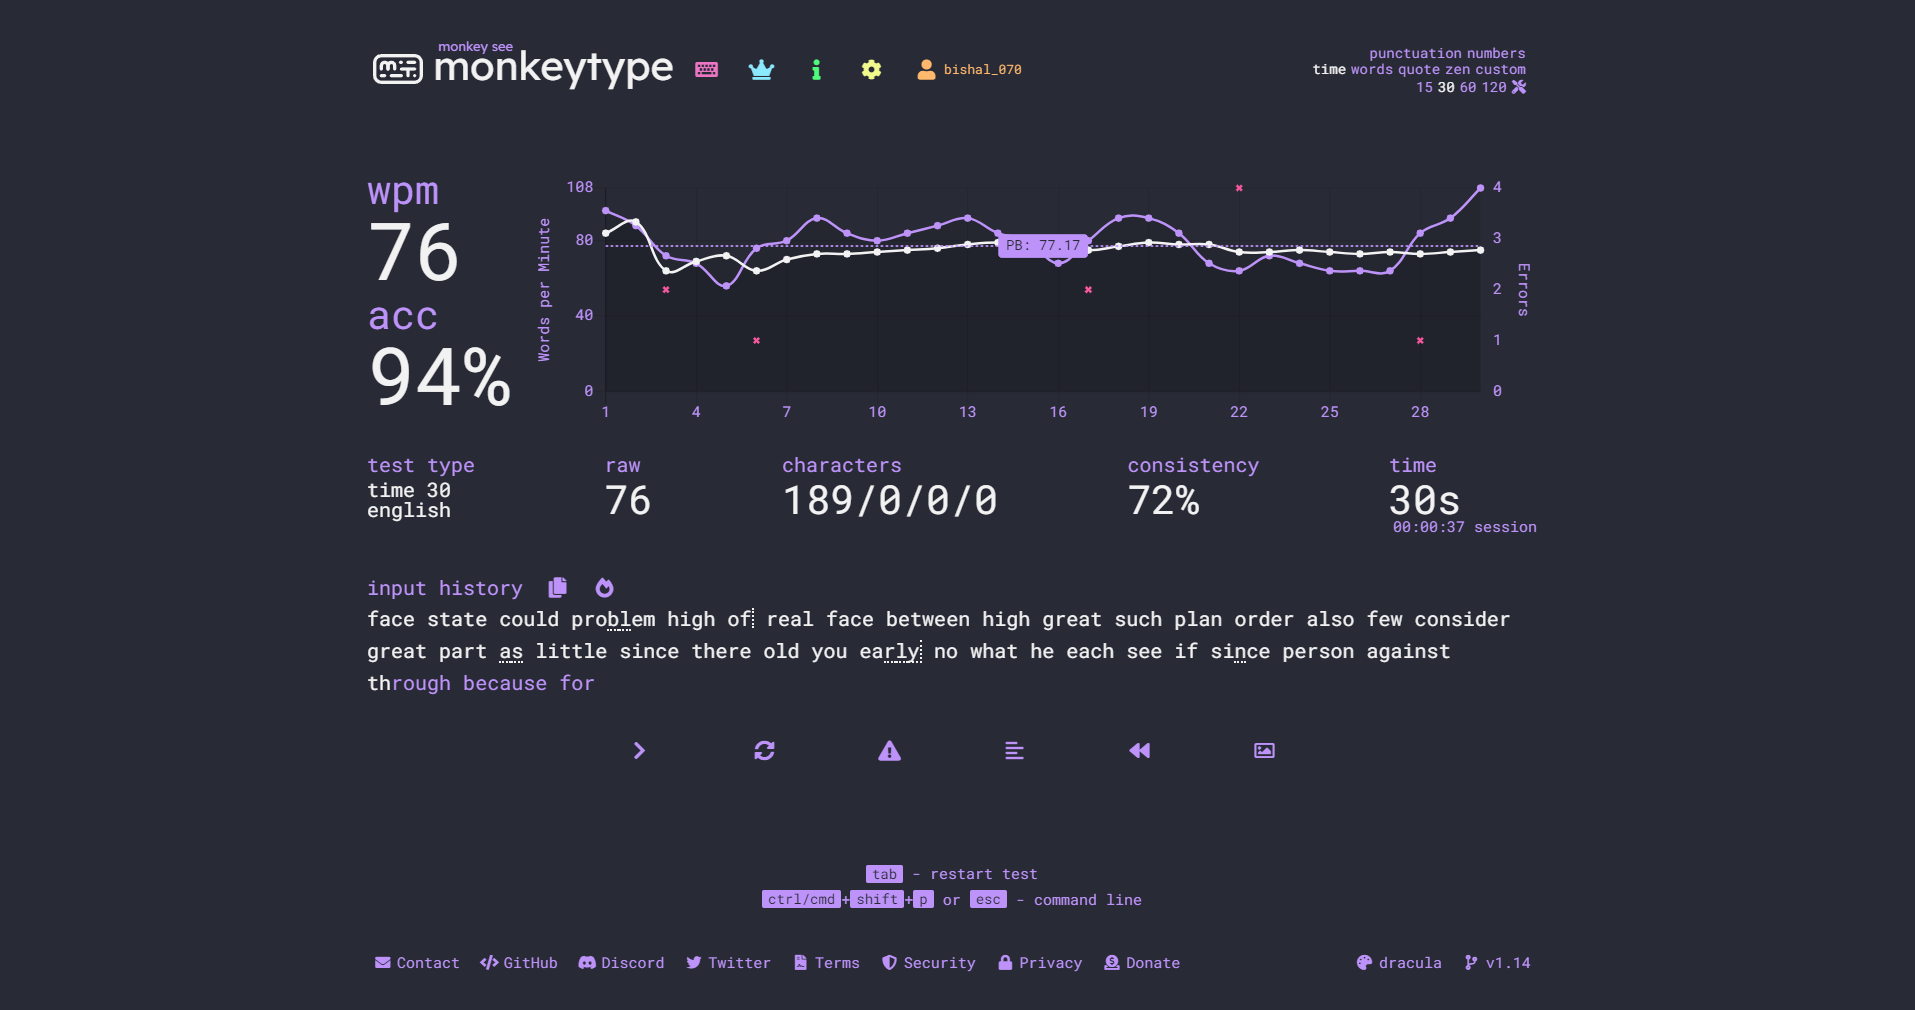 monkey see
monkeytype
bishal_070
punctuation numbers
time words quote zen custom
15 30 60 120
wpm
76
acc
94%
Words per Minute
108
80
40
0
PB: 77.17
4
3
2
1
0
Errors
1 4 7 10 13 16 19 22 25 28
test type
time 30
english
raw
76
characters
189/0/0/0
consistency
72%
time
30s
00:00:37 session
input history
face state could problem high of real face between high great such plan order also few consider
great part as little since there old you early no what he each see if since person against
through because for
tab - restart test
ctrl/cmd+shift+p or esc - command line
Contact GitHub Discord Twitter Terms Security Privacy Donate dracula v1.14